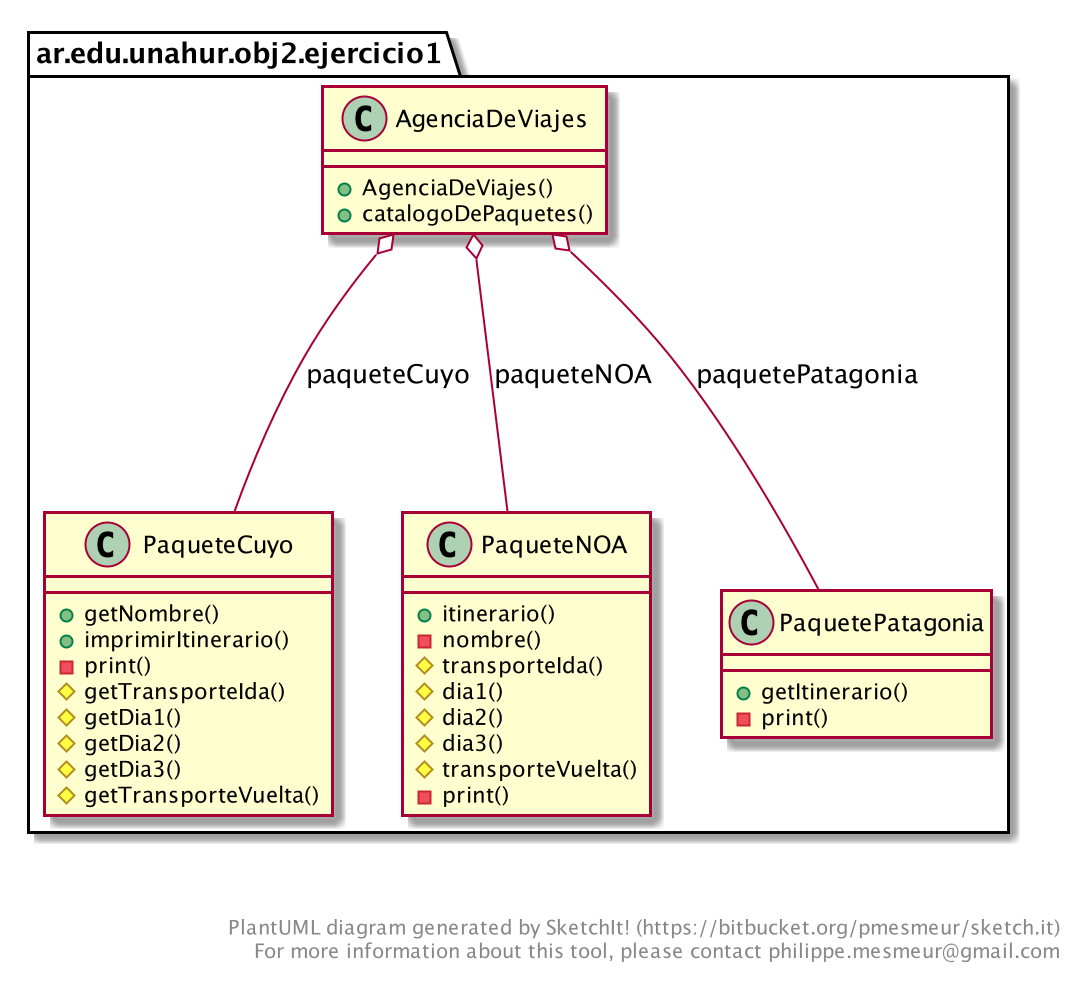 ar.edu.unahur.obj2.ejercicio1
C AgenciaDeViajes
AgenciaDeViajes()
catalogoDePaquetes()
paqueteCuyo
paqueteNOA
paquetePatagonia
C PaqueteCuyo
getNombre()
imprimirItinerario()
print()
getTransporteIda()
getDia1()
getDia2()
getDia3()
getTransporteVuelta()
C PaqueteNOA
itinerario()
nombre()
transporteIda()
dia1()
dia2()
dia3()
transporteVuelta()
print()
C PaquetePatagonia
getItinerario()
print()
PlantUML diagram generated by SketchIt! (https://bitbucket.org/pmesmeur/sketch.it)
For more information about this tool, please contact philippe.mesmeur@gmail.com